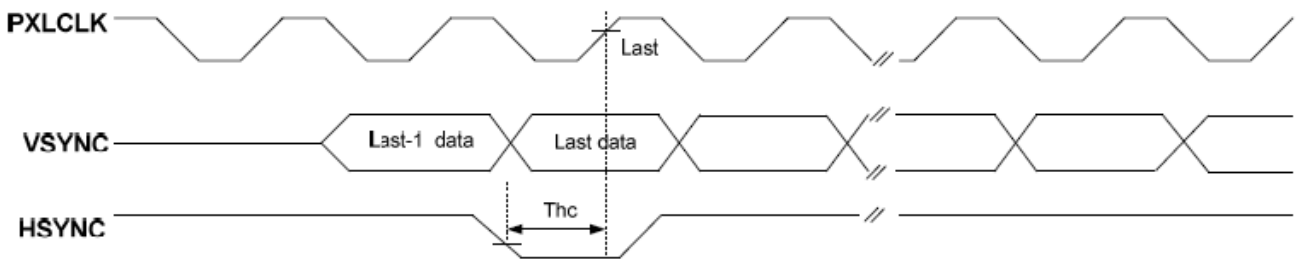 PXLCLK
Last
VSYNC
Last-1 data
Last data
HSYNC
Thc